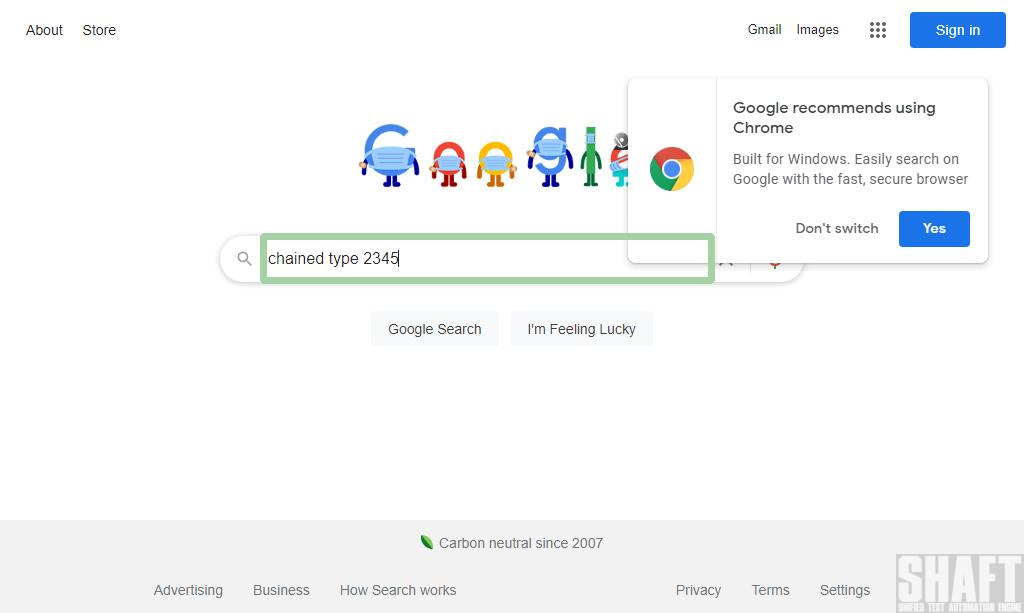 About Store
Gmail Images
Sign in
Google
Google recommends using
Chrome
Built for Windows. Easily search on
Google with the fast, secure browser
Don't switch
Yes
chained type 2345
Google Search
I'm Feeling Lucky
Carbon neutral since 2007
Advertising Business How Search works
Privacy Terms Settings
SHAFT
UNIFIED TEST AUTOMATION ENGINE